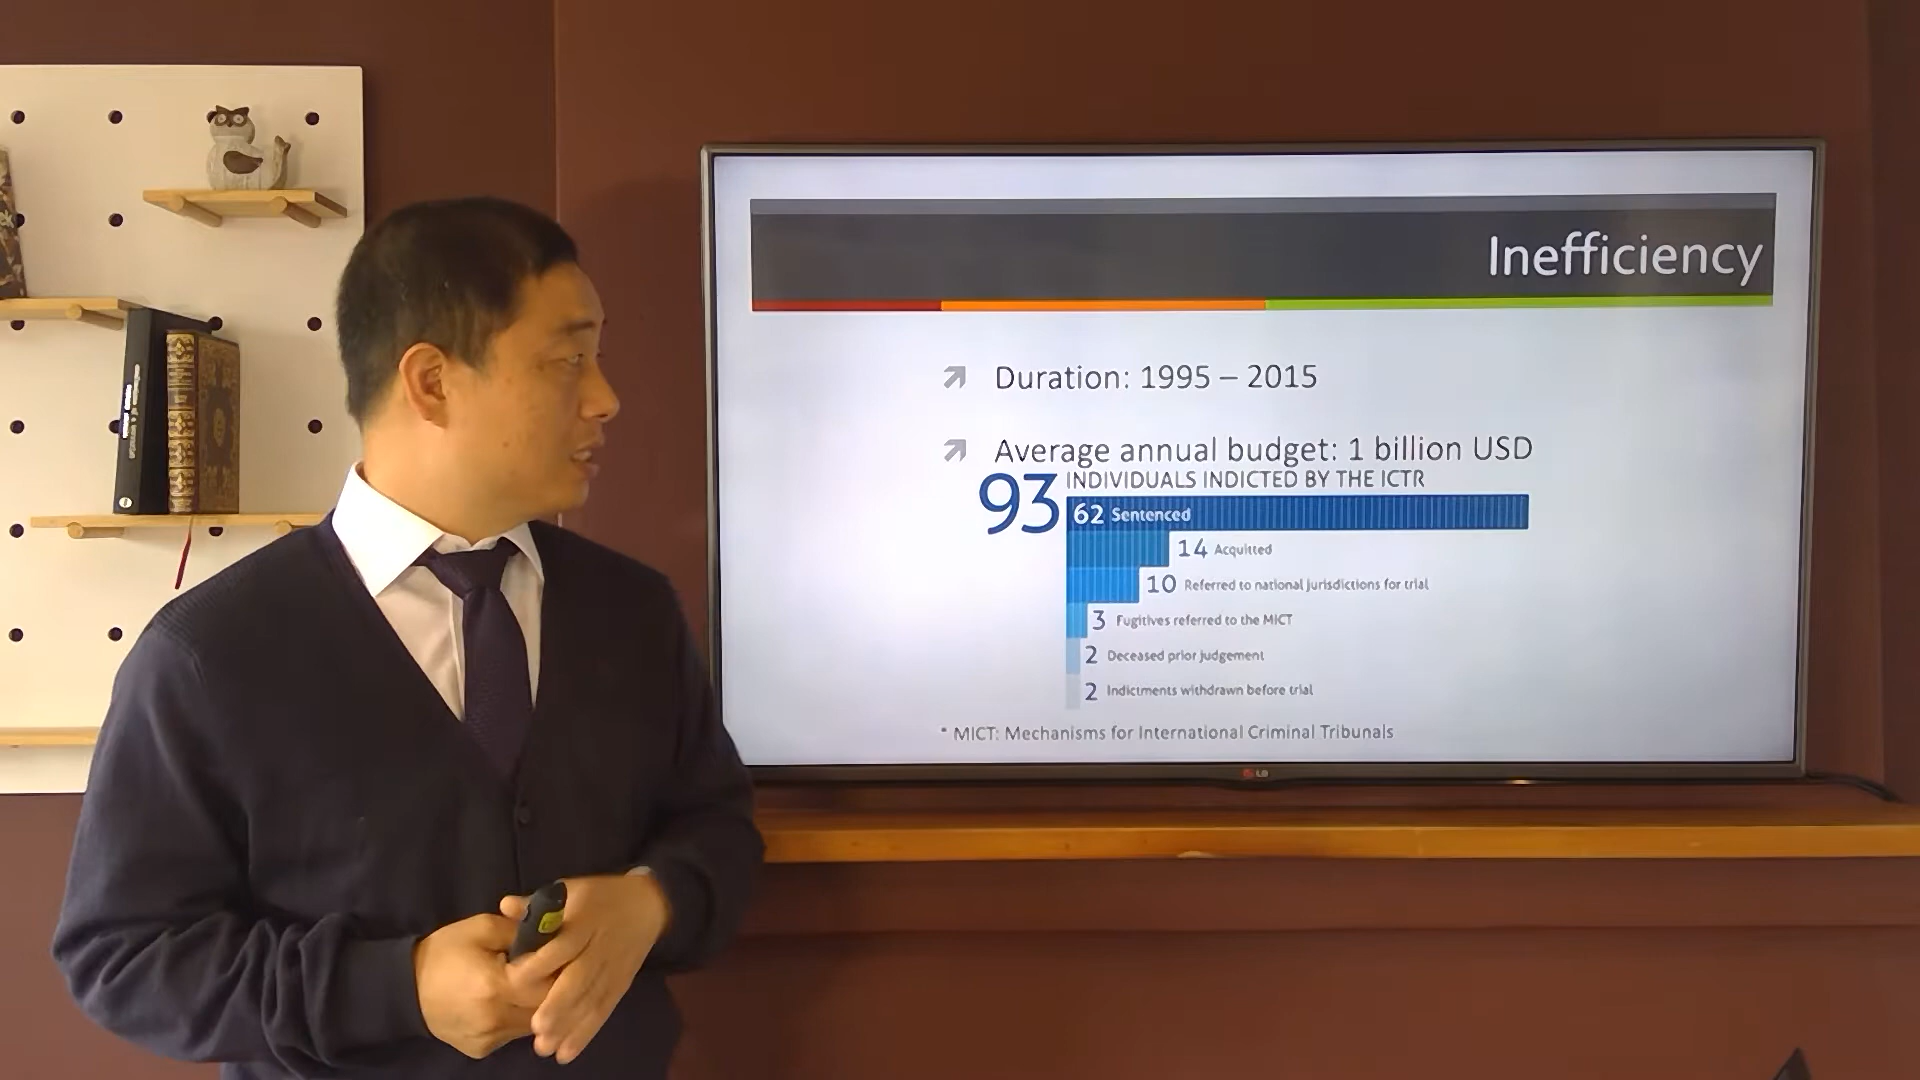 Inefficiency
Duration: 1995 – 2015
Average annual budget: 1 billion USD
93 INDIVIDUALS INDICTED BY THE ICTR
62 Sentenced
14 Acquitted
10 Referred to national jurisdictions for trial
3 Fugitives referred to the MICT
2 Deceased prior judgement
2 Indictments withdrawn before trial
* MICT: Mechanisms for International Criminal Tribunals
LG